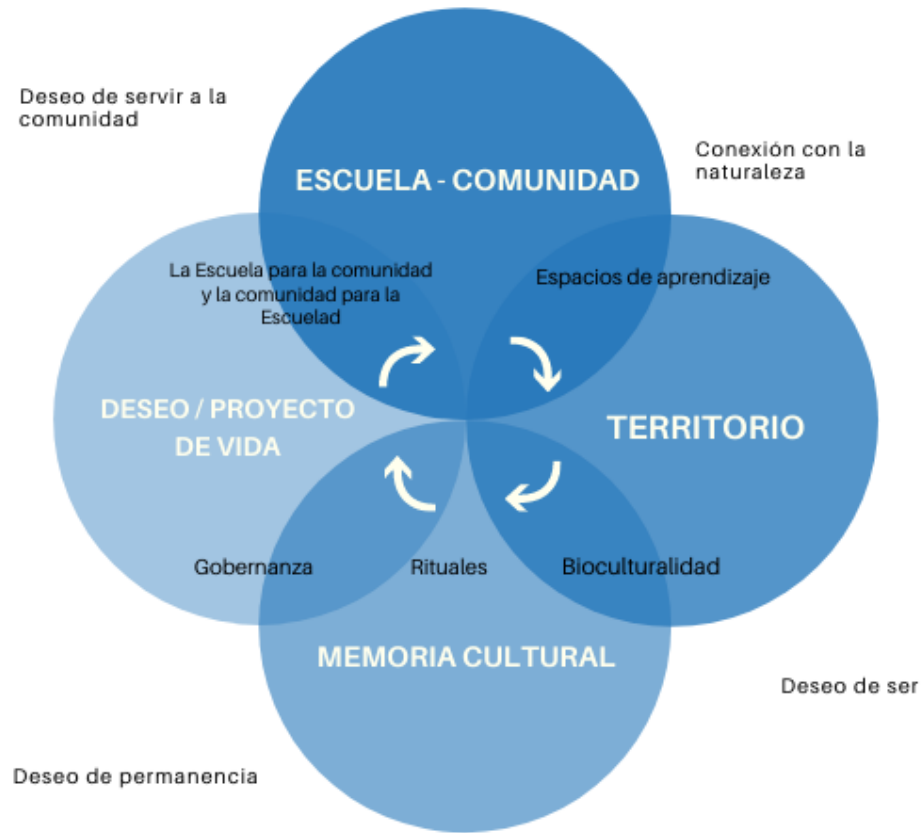 Deseo de servir a la
comunidad
Conexión con la
naturaleza
ESCUELA - COMUNIDAD
La Escuela para la comunidad
y la comunidad para la
Escuelad
Espacios de aprendizaje
DESEO / PROYECTO
DE VIDA
TERRITORIO
Gobernanza
Rituales
Bioculturalidad
MEMORIA CULTURAL
Deseo de ser
Deseo de permanencia